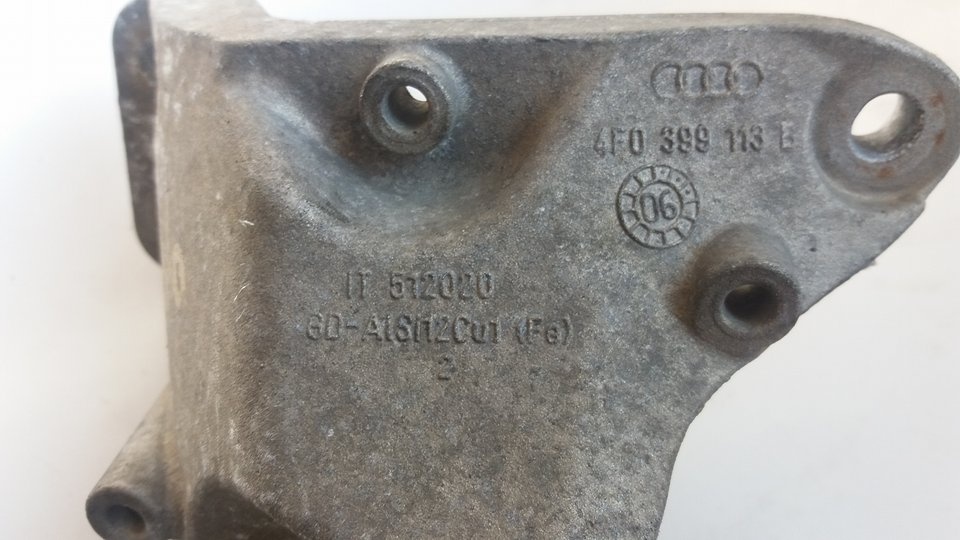 4F0 399 113 E
06
IT 512020
GD-AlSi12Cu1 (Fe)
2